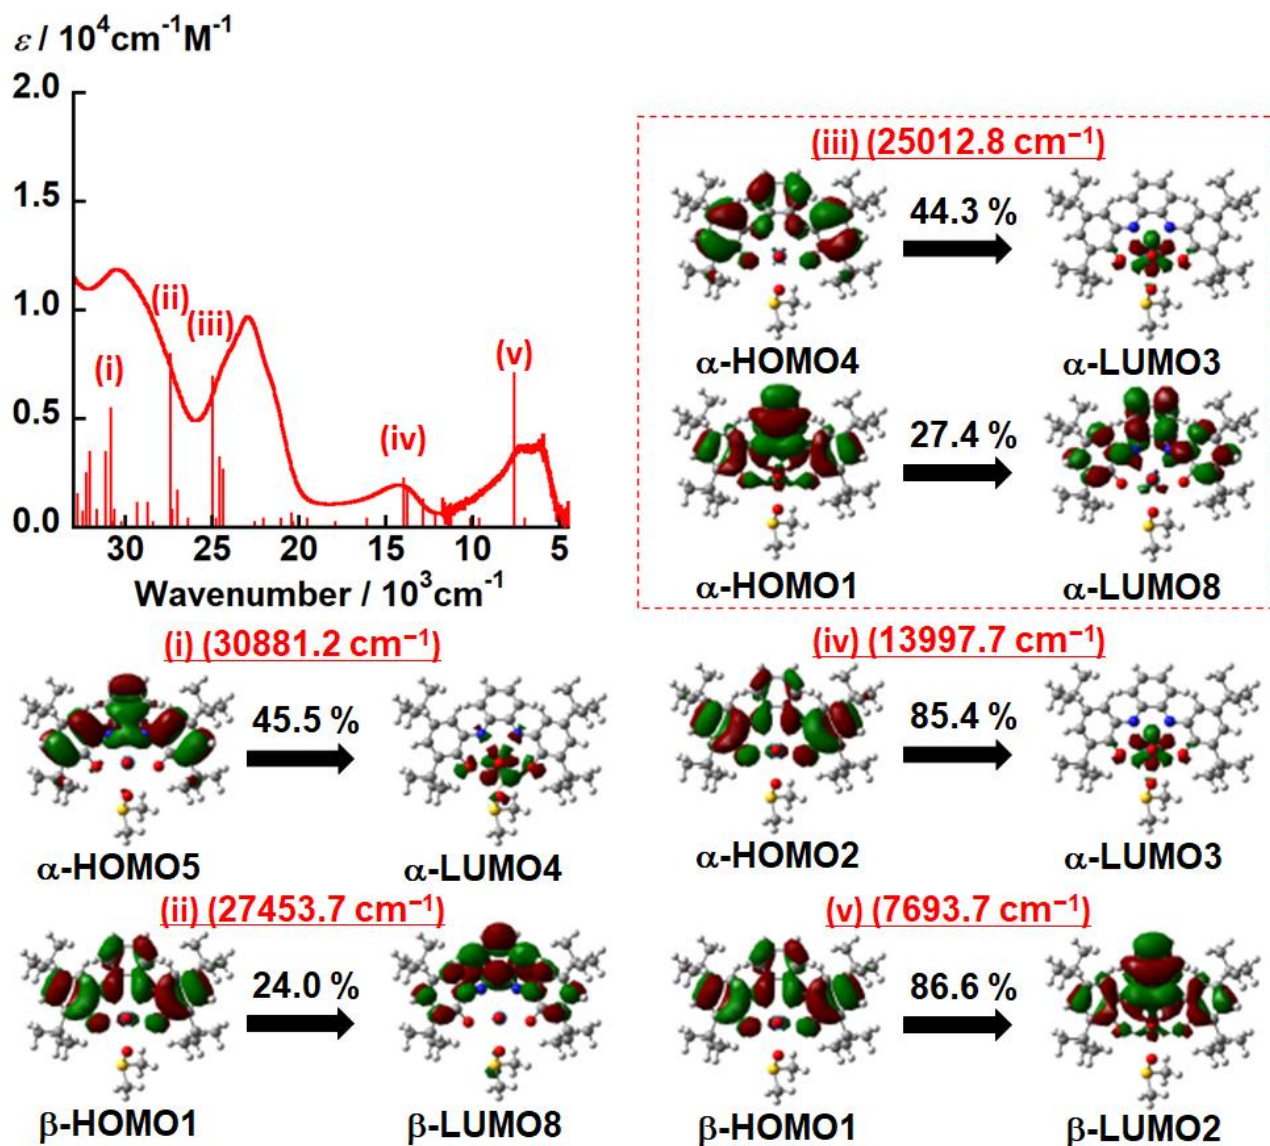 ε / 10⁴cm⁻¹M⁻¹
2.0
1.5
1.0
0.5
0.0
(i)
(ii)
(iii)
(iv)
(v)
30 25 20 15 10 5
Wavenumber / 10³cm⁻¹
(iii) (25012.8 cm⁻¹)
44.3 %
α-HOMO4 α-LUMO3
27.4 %
α-HOMO1 α-LUMO8
(i) (30881.2 cm⁻¹)
45.5 %
α-HOMO5 α-LUMO4
(iv) (13997.7 cm⁻¹)
85.4 %
α-HOMO2 α-LUMO3
(ii) (27453.7 cm⁻¹)
24.0 %
β-HOMO1 β-LUMO8
(v) (7693.7 cm⁻¹)
86.6 %
β-HOMO1 β-LUMO2